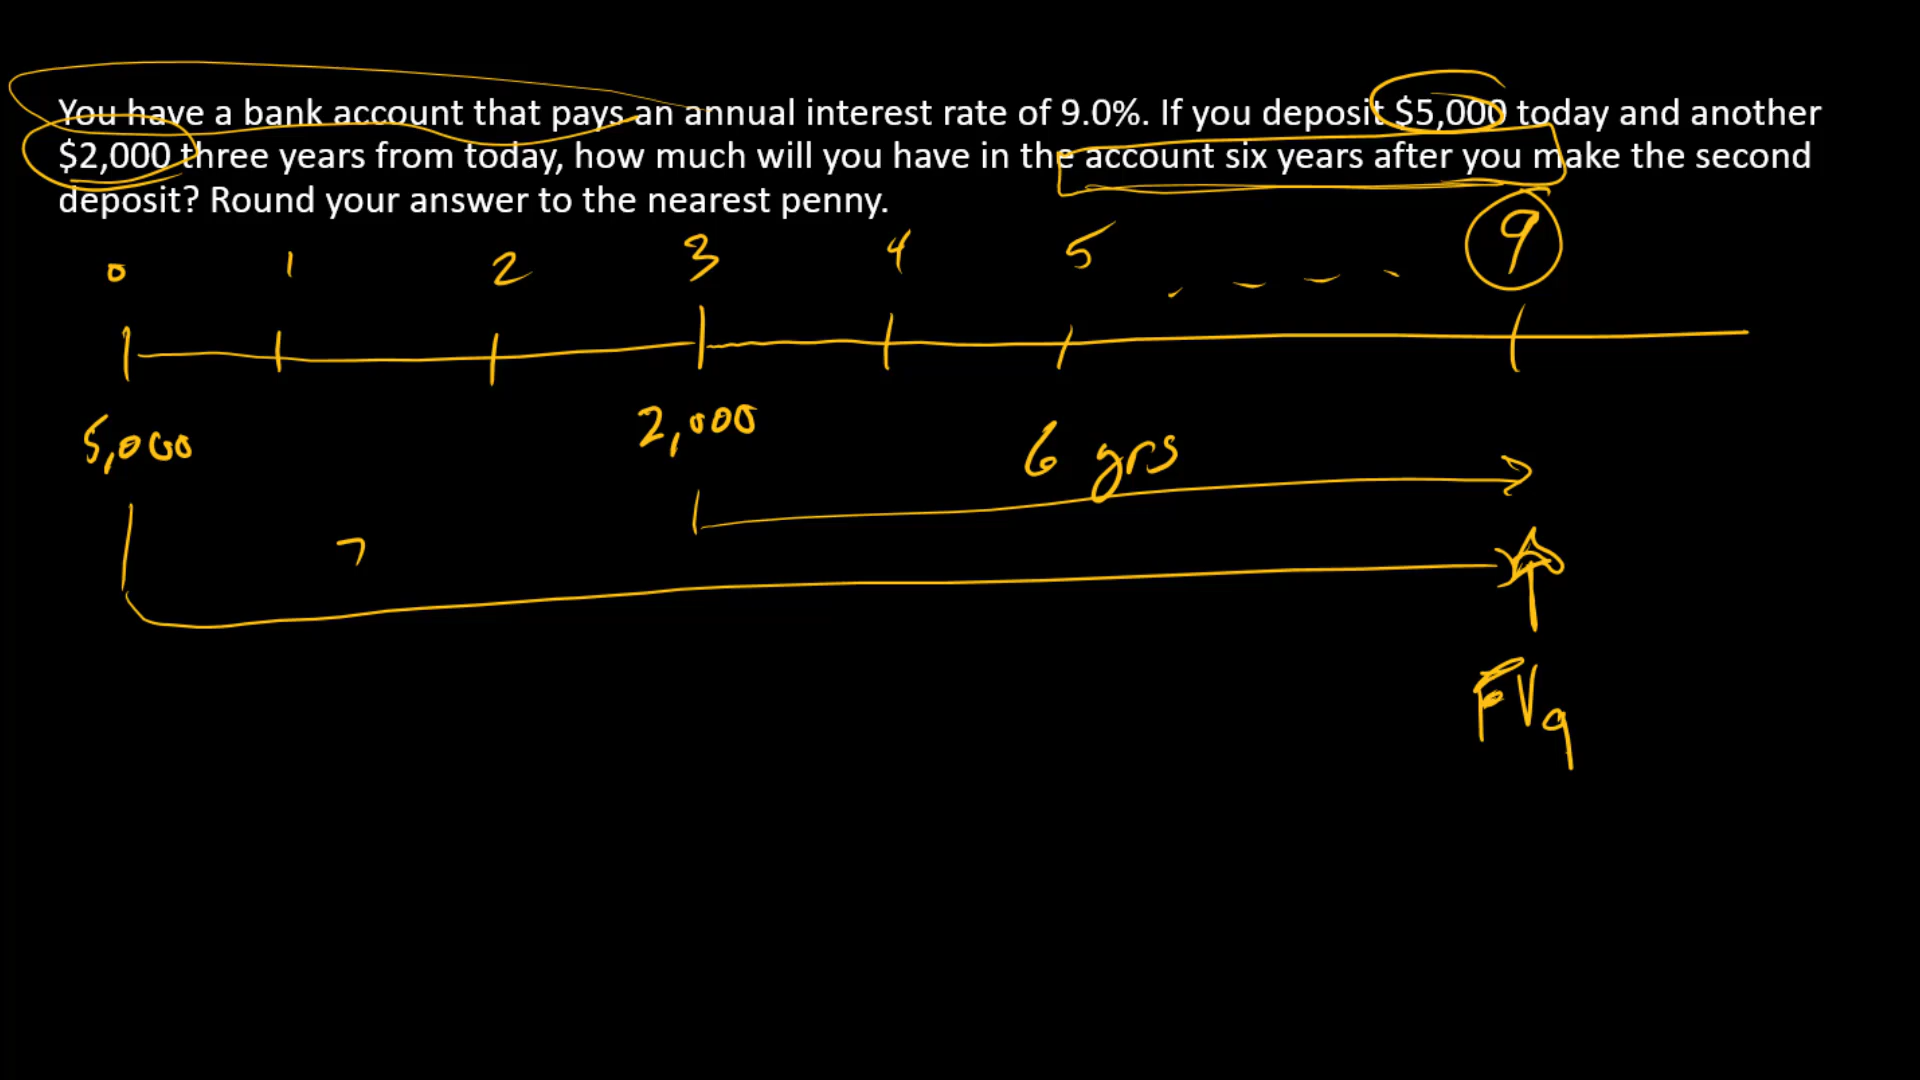 You have a bank account that pays an annual interest rate of 9.0%. If you deposit $5,000 today and another
$2,000 three years from today, how much will you have in the account six years after you make the second
deposit? Round your answer to the nearest penny.
0 1 2 3 4 5 - - - - 9
5,000 2,000 6 yrs
FV9